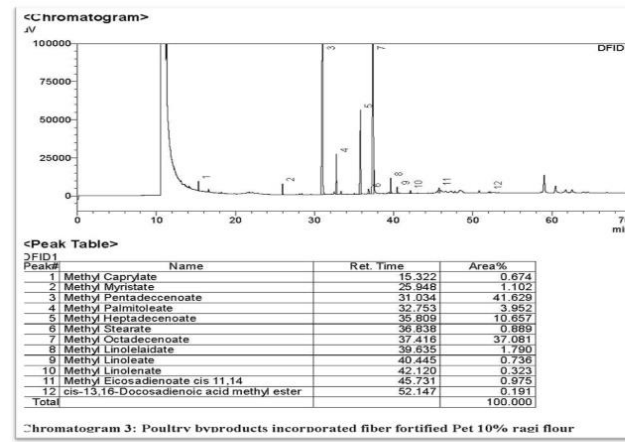 <Chromatogram>
uV
100000
75000
50000
25000
0
DFID1
1
2
3
4
5
6
7
8
9
10
11
12
0 10 20 30 40 50 60
min
<Peak Table>
DFID1
Peak# Name Ret. Time Area%
1 Methyl Caprylate 15.322 0.674
2 Methyl Myristate 25.948 1.102
3 Methyl Pentadeccenoate 31.034 41.629
4 Methyl Palmitoleate 32.753 3.952
5 Methyl Heptadecenoate 35.809 10.657
6 Methyl Stearate 36.838 0.889
7 Methyl Octadecenoate 37.416 37.081
8 Methyl Linolelaidate 39.635 1.790
9 Methyl Linoleate 40.445 0.736
10 Methyl Linolenate 42.120 0.323
11 Methyl Eicosadienoate cis 11,14 45.731 0.975
12 cis-13,16-Docosadienoic acid methyl ester 52.147 0.191
Total 100.000
Chromatogram 3: Poultry byproducts incorporated fiber fortified Pet 10% ragi flour